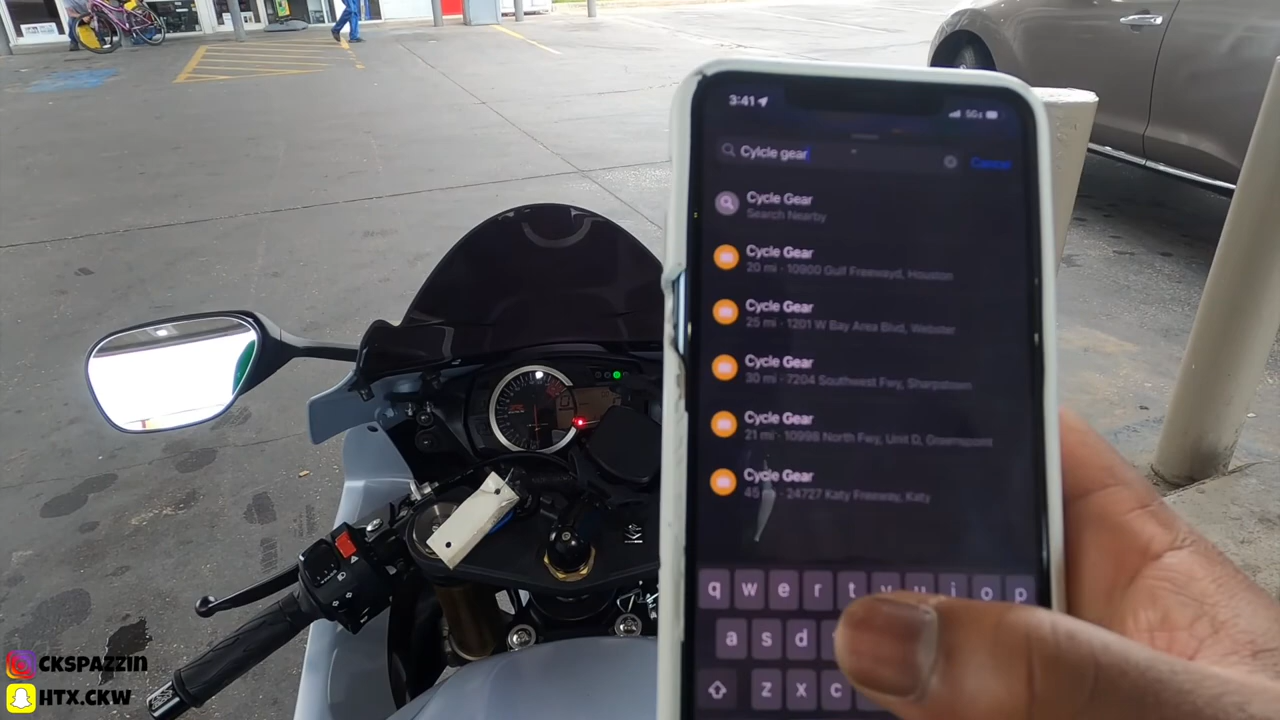 3:41
5G
Cylcle gear
Cancel
Cycle Gear
Search Nearby
Cycle Gear
20 mi · 10900 Gulf Freewayd, Houston
Cycle Gear
25 mi · 1201 W Bay Area Blvd, Webster
Cycle Gear
30 mi · 7204 Southwest Fwy, Sharpstown
Cycle Gear
21 mi · 10998 North Fwy, Unit D, Greenspoint
Cycle Gear
45 mi · 24727 Katy Freeway, Katy
q w e r t y u i o p
a s d
z x c
CKSPAZZIN
HTX.CKW